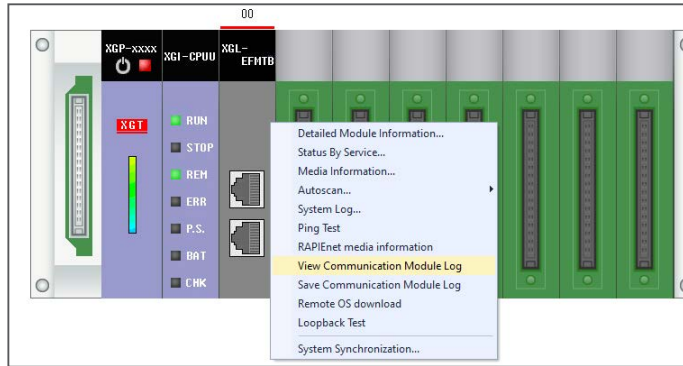 00
XGP-xxxx
XGI-CPUU
XGL-
EFMTB
XGT
RUN
STOP
REM
ERR
P.S.
BAT
CHK
Detailed Module Information...
Status By Service...
Media Information...
Autoscan...
System Log...
Ping Test
RAPIEnet media information
View Communication Module Log
Save Communication Module Log
Remote OS download
Loopback Test
System Synchronization...